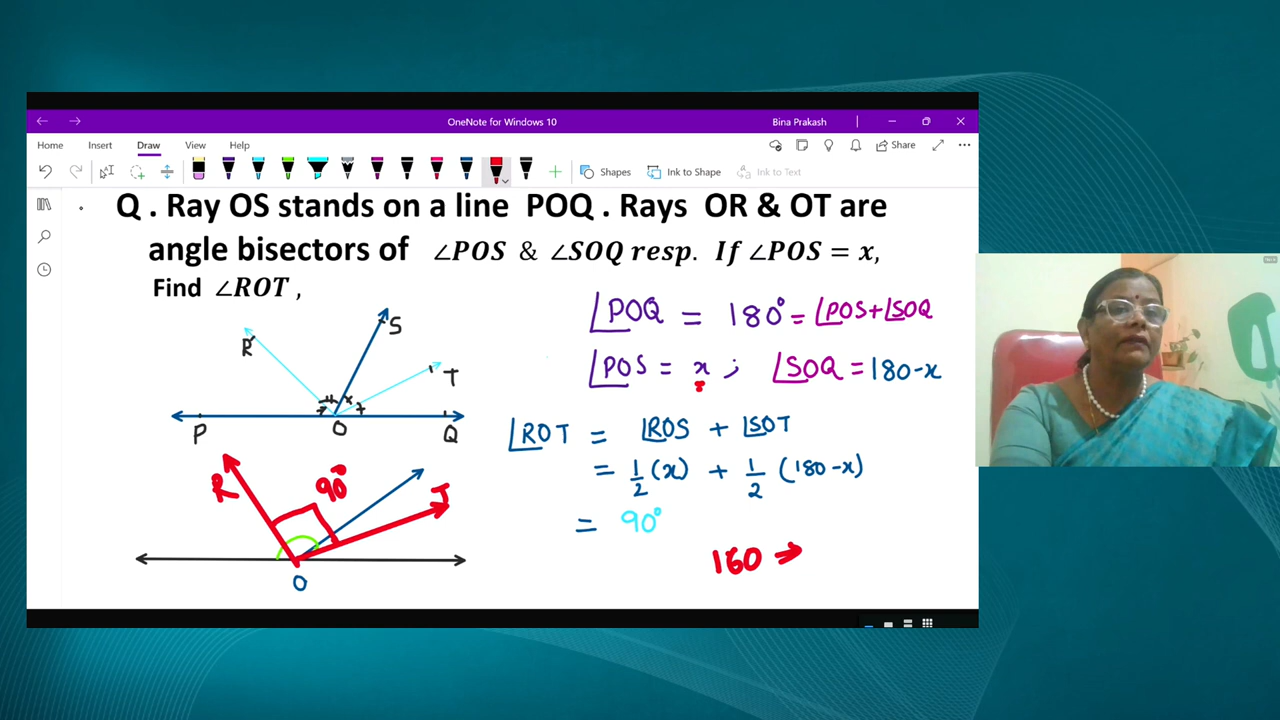 OneNote for Windows 10
Bina Prakash
Home Insert Draw View Help
Share
Shapes
Ink to Shape
Ink to Text
Q . Ray OS stands on a line POQ . Rays OR & OT are
angle bisectors of ∠POS & ∠SOQ resp. If ∠POS = x,
Find ∠ROT ,
∠POQ = 180° = ∠POS + ∠SOQ
∠POS = x ; ∠SOQ = 180 - x
∠ROT = ∠ROS + ∠SOT
= 1/2 (x) + 1/2 (180 - x)
= 90°
160 →
R
S
T
P
O
Q
R
90°
T
O